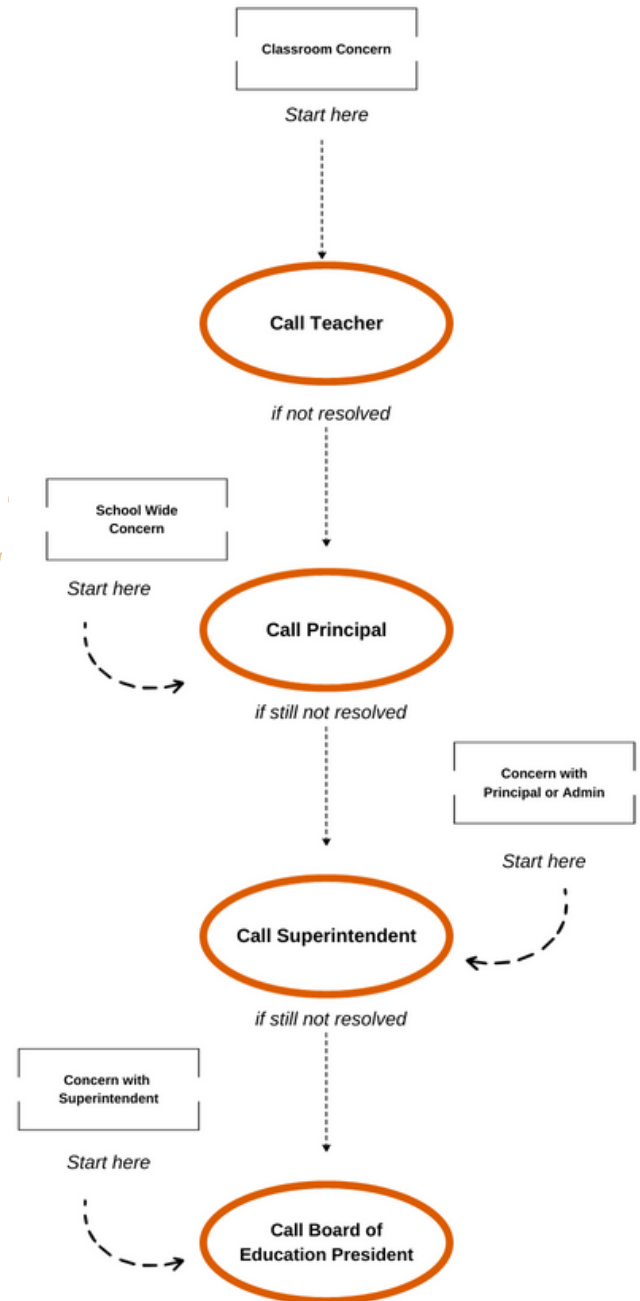 Classroom Concern
Start here
Call Teacher
if not resolved
School Wide
Concern
Start here
Call Principal
if still not resolved
Concern with
Principal or Admin
Start here
Call Superintendent
if still not resolved
Concern with
Superintendent
Start here
Call Board of
Education President